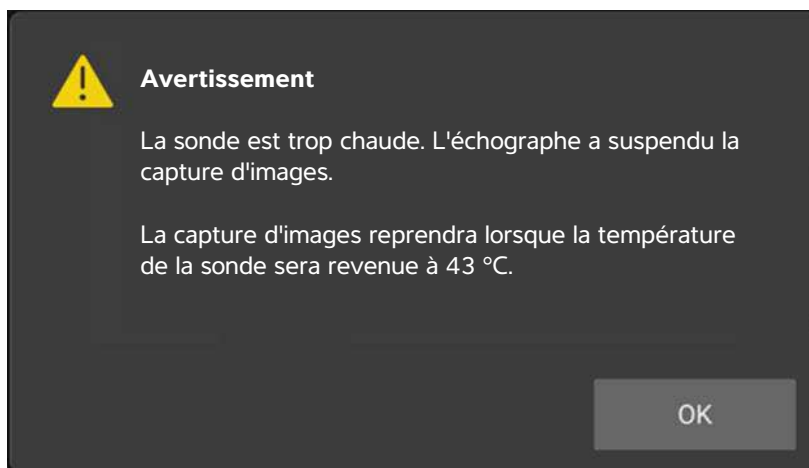 Avertissement
La sonde est trop chaude. L'échographe a suspendu la
capture d'images.
La capture d'images reprendra lorsque la température
de la sonde sera revenue à 43 °C.
OK